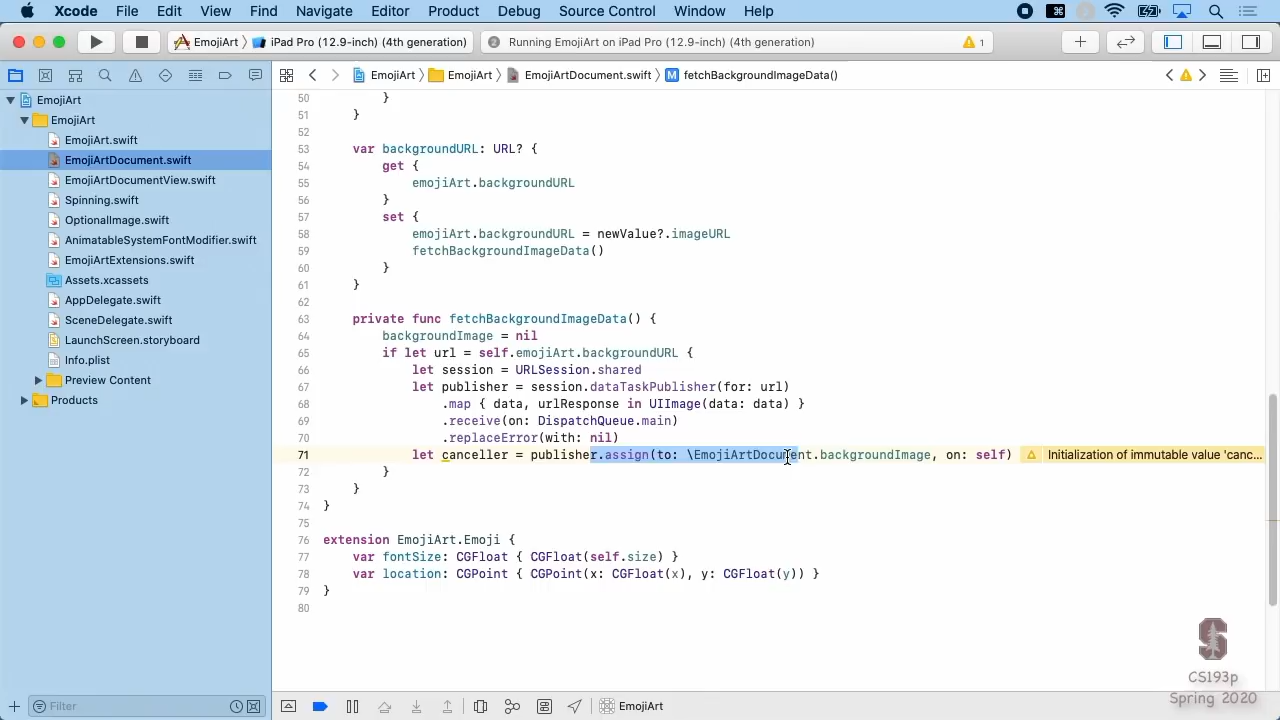 Xcode File Edit View Find Navigate Editor Product Debug Source Control Window Help
EmojiArt iPad Pro (12.9-inch) (4th generation) 2 Running EmojiArt on iPad Pro (12.9-inch) (4th generation) 1
EmojiArt EmojiArt EmojiArtDocument.swift M fetchBackgroundImageData()
EmojiArt
EmojiArt
EmojiArt.swift
EmojiArtDocument.swift
EmojiArtDocumentView.swift
Spinning.swift
OptionalImage.swift
AnimatableSystemFontModifier.swift
EmojiArtExtensions.swift
Assets.xcassets
AppDelegate.swift
SceneDelegate.swift
LaunchScreen.storyboard
Info.plist
Preview Content
Products
Filter
50 }
51 }
52
53 var backgroundURL: URL? {
54 get {
55 emojiArt.backgroundURL
56 }
57 set {
58 emojiArt.backgroundURL = newValue?.imageURL
59 fetchBackgroundImageData()
60 }
61 }
62
63 private func fetchBackgroundImageData() {
64 backgroundImage = nil
65 if let url = self.emojiArt.backgroundURL {
66 let session = URLSession.shared
67 let publisher = session.dataTaskPublisher(for: url)
68 .map { data, urlResponse in UIImage(data: data) }
69 .receive(on: DispatchQueue.main)
70 .replaceError(with: nil)
71 let canceller = publisher.assign(to: \EmojiArtDocument.backgroundImage, on: self) Initialization of immutable value 'canc...
72 }
73 }
74 }
75
76 extension EmojiArt.Emoji {
77 var fontSize: CGFloat { CGFloat(self.size) }
78 var location: CGPoint { CGPoint(x: CGFloat(x), y: CGFloat(y)) }
79 }
80
EmojiArt
S
CS193p
Spring 2020